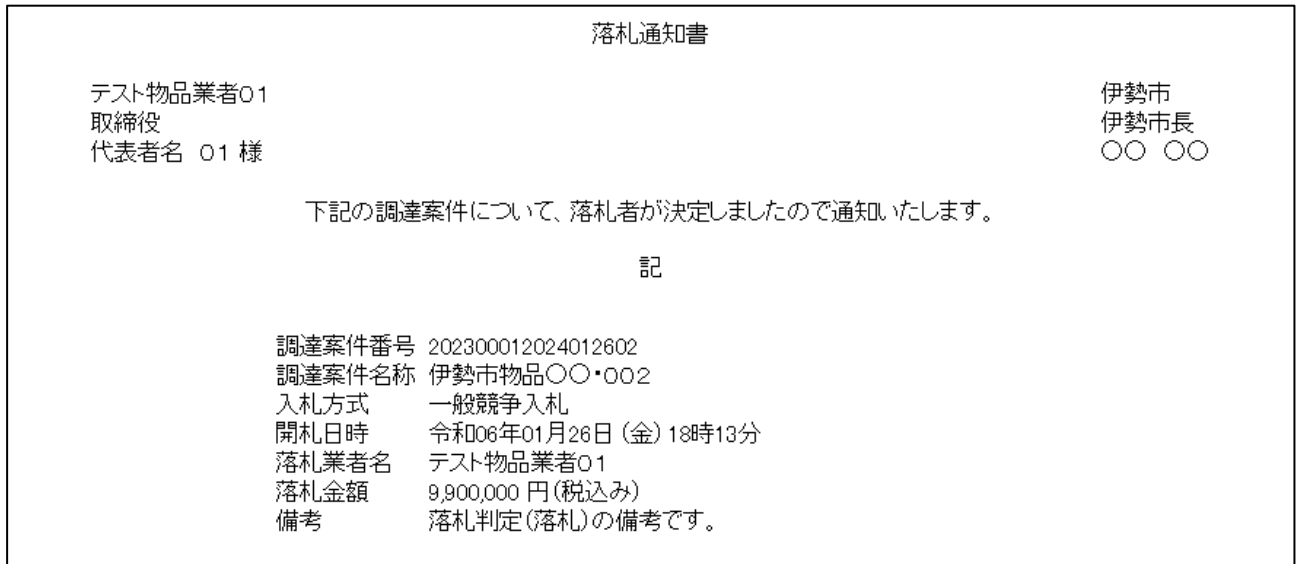 落札通知書
テスト物品業者01 伊勢市
取締役 伊勢市長
代表者名 01 様 ○○ ○○
下記の調達案件について、落札者が決定しましたので通知いたします。
記
調達案件番号 202300012024012602
調達案件名称 伊勢市物品○○・002
入札方式 一般競争入札
開札日時 令和06年01月26日(金)18時13分
落札業者名 テスト物品業者01
落札金額 9,900,000 円(税込み)
備考 落札判定(落札)の備考です。